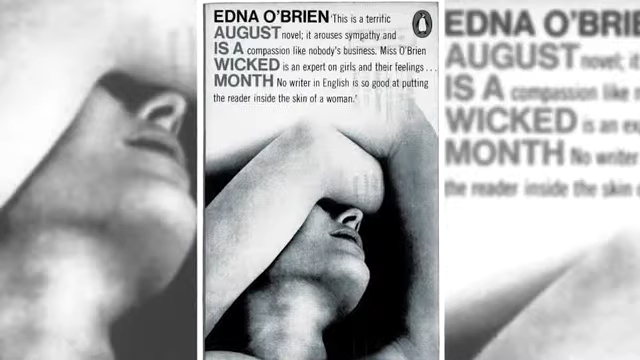 EDNA O'BRIEN 'This is a terrific
AUGUST novel; it arouses sympathy and
IS A compassion like nobody's business. Miss O'Brien
WICKED is an expert on girls and their feelings...
MONTH No writer in English is so good at putting
the reader inside the skin of a woman.'
EDNA O'BRIE
AUGUST novel; it
IS A compassion like n
WICKED is an ex
MONTH No writer
the reader inside the skin